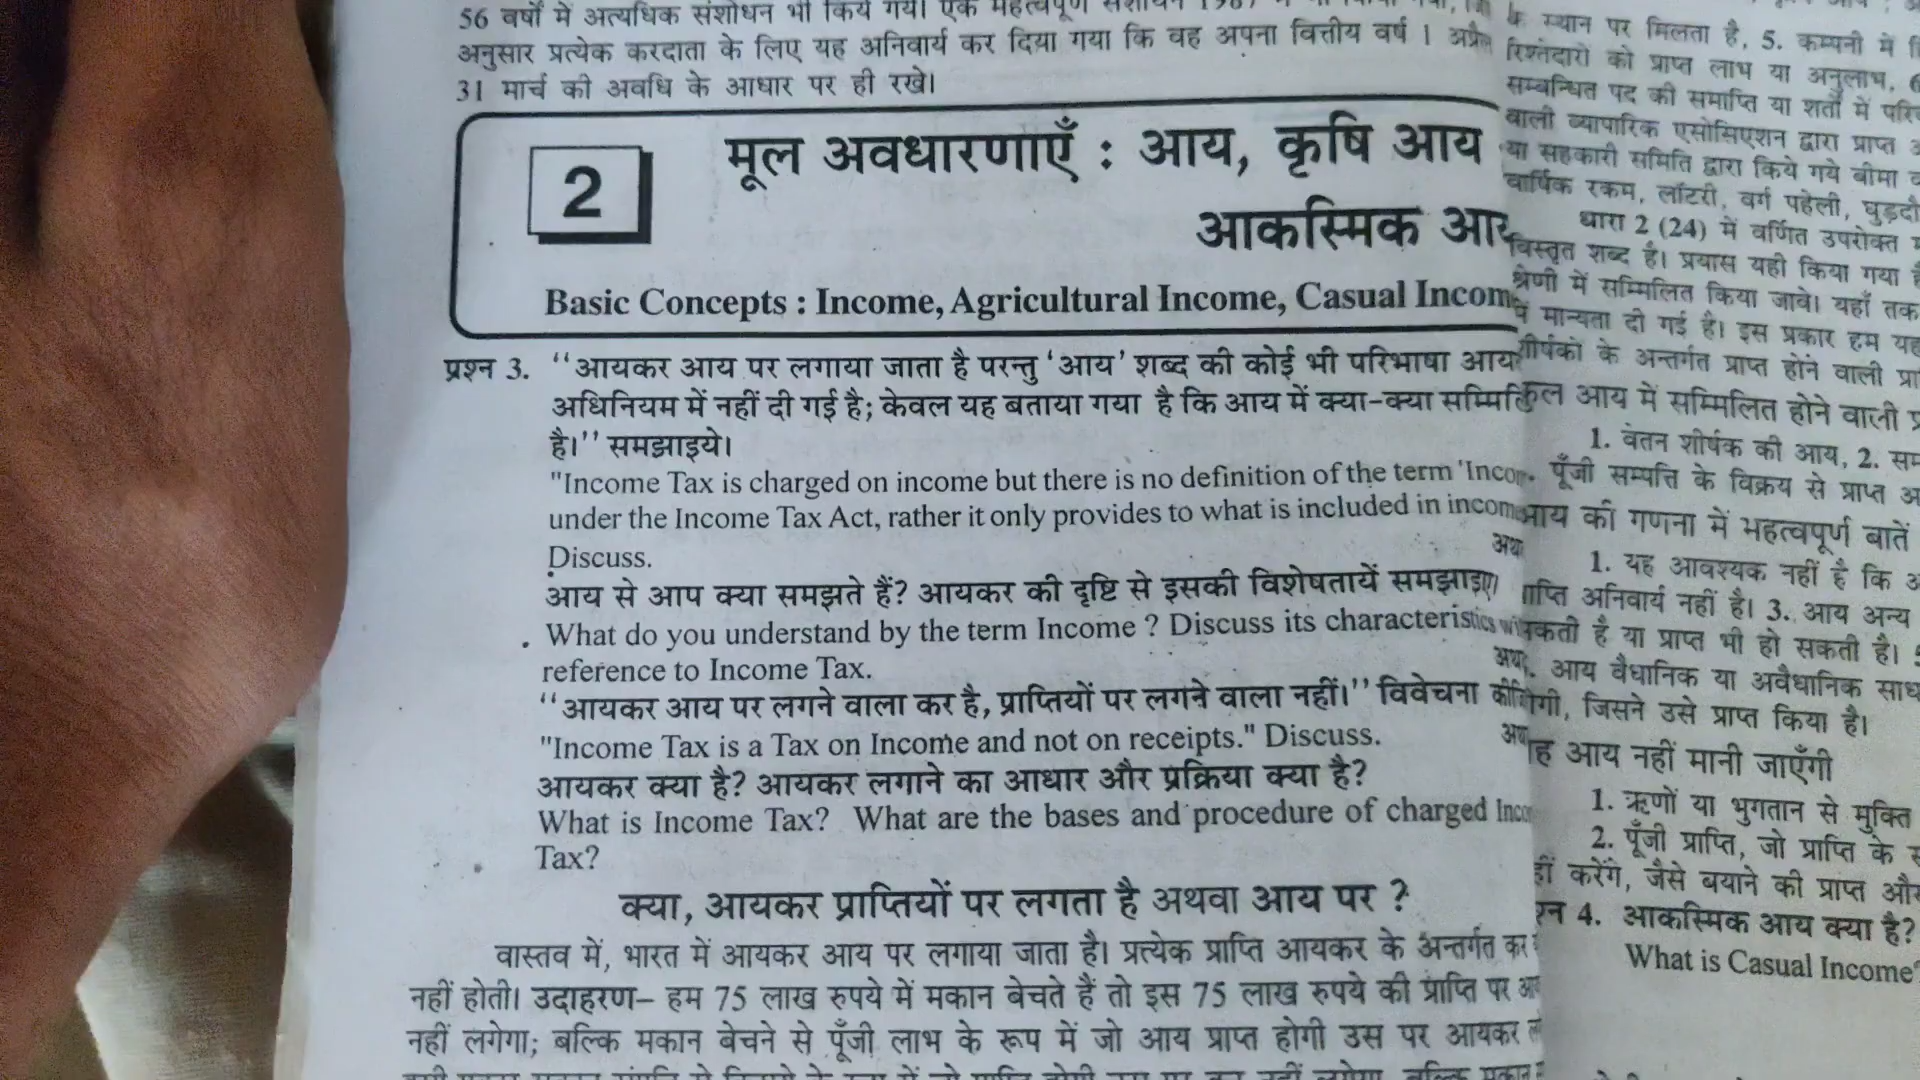 56 वर्षों में अत्यधिक संशोधन भी किये गये। एक महत्वपूर्ण संशोधन
अनुसार प्रत्येक करदाता के लिए यह अनिवार्य कर दिया गया कि वह अपना वित्तीय वर्ष 1 अप्रैल
31 मार्च की अवधि के आधार पर ही रखे।
2
मूल अवधारणाएँ : आय, कृषि आय
आकस्मिक आय
Basic Concepts : Income, Agricultural Income, Casual Incom
प्रश्न 3. ‘‘आयकर आय पर लगाया जाता है परन्तु ‘आय’ शब्द की कोई भी परिभाषा आय
अधिनियम में नहीं दी गई है; केवल यह बताया गया है कि आय में क्या-क्या
है।’’ समझाइये।
"Income Tax is charged on income but there is no definition of the term 'Inco
under the Income Tax Act, rather it only provides to what is included in incom
Discuss.
आय से आप क्या समझते हैं? आयकर की दृष्टि से इसकी विशेषतायें समझाइए।
What do you understand by the term Income ? Discuss its characteristics
reference to Income Tax.
‘‘आयकर आय पर लगने वाला कर है, प्राप्तियों पर लगने वाला नहीं।’’ विवेचना
"Income Tax is a Tax on Income and not on receipts." Discuss.
आयकर क्या है? आयकर लगाने का आधार और प्रक्रिया क्या है?
What is Income Tax? What are the bases and procedure of charged Inco
Tax?
क्या, आयकर प्राप्तियों पर लगता है अथवा आय पर ?
वास्तव में, भारत में आयकर आय पर लगाया जाता है। प्रत्येक प्राप्ति आयकर के अन्तर्गत कर
नहीं होती। उदाहरण– हम 75 लाख रुपये में मकान बेचते हैं तो इस 75 लाख रुपये की प्राप्ति पर
नहीं लगेगा; बल्कि मकान बेचने से पूँजी लाभ के रूप में जो आय प्राप्त होगी उस पर आयकर
के स्थान पर मिलता है, 5. कम्पनी में
रिश्तेदारों को प्राप्त लाभ या अनुलाभ, 6
सम्बन्धित पद की समाप्ति या शर्तों में
वाली व्यापारिक एसोसिएशन द्वारा प्राप्त
या सहकारी समिति द्वारा किये गये बीमा
वार्षिक रकम, लॉटरी, वर्ग पहेली,
धारा 2 (24) में वर्णित उपरोक्त
विस्तृत शब्द है। प्रयास यही किया गया
श्रेणी में सम्मिलित किया जावे। यहाँ तक
मान्यता दी गई है। इस प्रकार हम यह
शीर्षकों के अन्तर्गत प्राप्त होने वाली
कुल आय में सम्मिलित होने वाली
1. वेतन शीर्षक की आय, 2.
पूँजी सम्पत्ति के विक्रय से प्राप्त
आय की गणना में महत्वपूर्ण बातें
1. यह आवश्यक नहीं है कि
अनिवार्य नहीं है। 3. आय अन्य
है या प्राप्त भी हो सकती है।
आय वैधानिक या अवैधानिक
जिसने उसे प्राप्त किया है।
आय नहीं मानी जाएँगी
1. ऋणों या भुगतान से मुक्ति
2. पूँजी प्राप्ति, जो प्राप्ति के
करेंगे, जैसे बयाने की प्राप्त
4. आकस्मिक आय क्या है?
What is Casual Income?